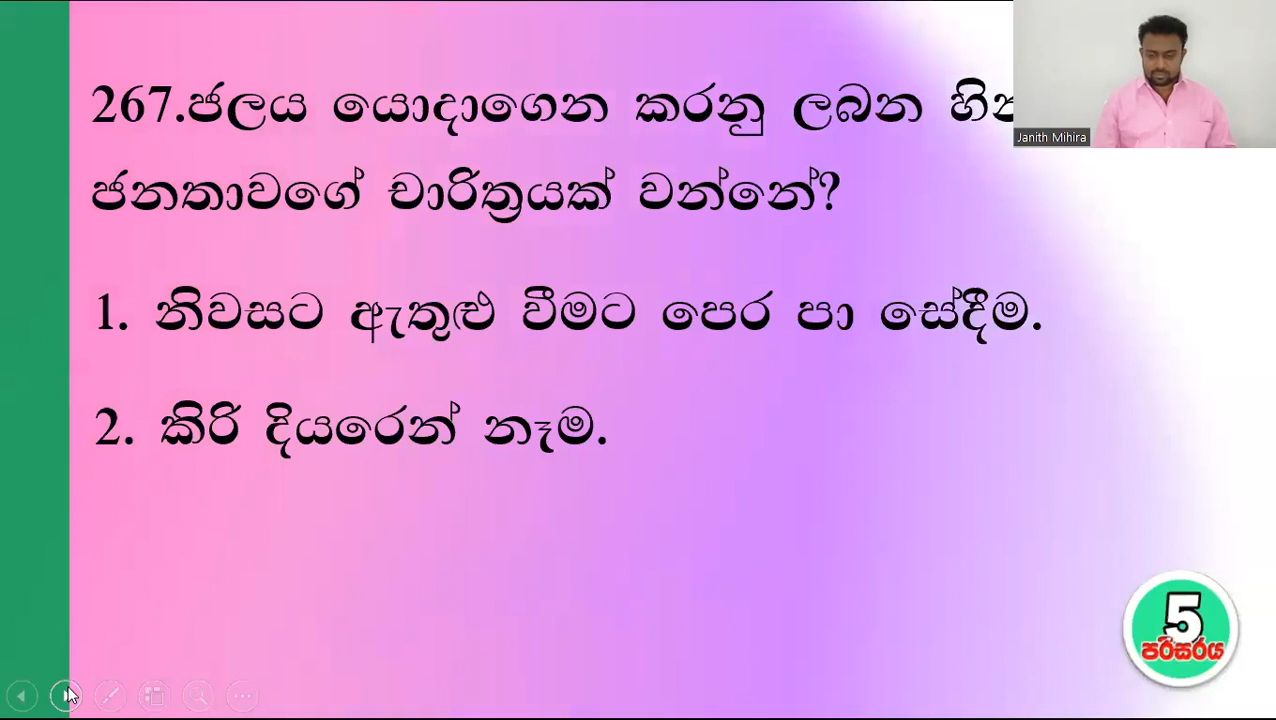 267.ජලය යොදාගෙන කරනු ලබන
Janith Mihira
ජනතාවගේ චාරිත්‍රයක් වන්නේ?
1. නිවසට ඇතුළු වීමට පෙර පා සේදීම.
2. කිරි දියරෙන් නෑම.
5
පරිසරය